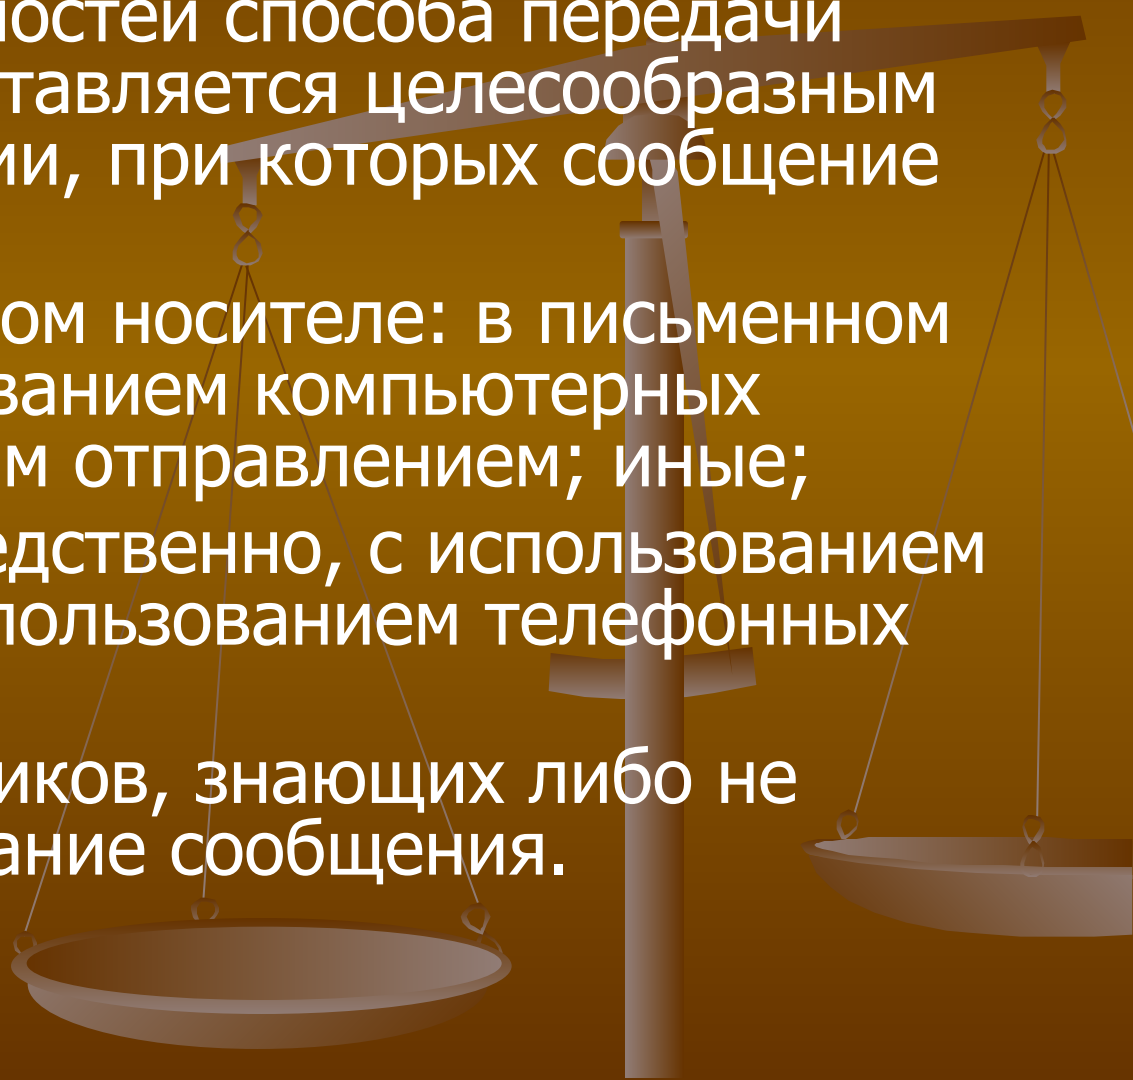 ностей способа передачи
тавляется целесообразным
ии, при которых сообщение
ом носителе: в письменном
ванием компьютерных
м отправлением; иные;
едственно, с использованием
пользованием телефонных
иков, знающих либо не
ание сообщения.